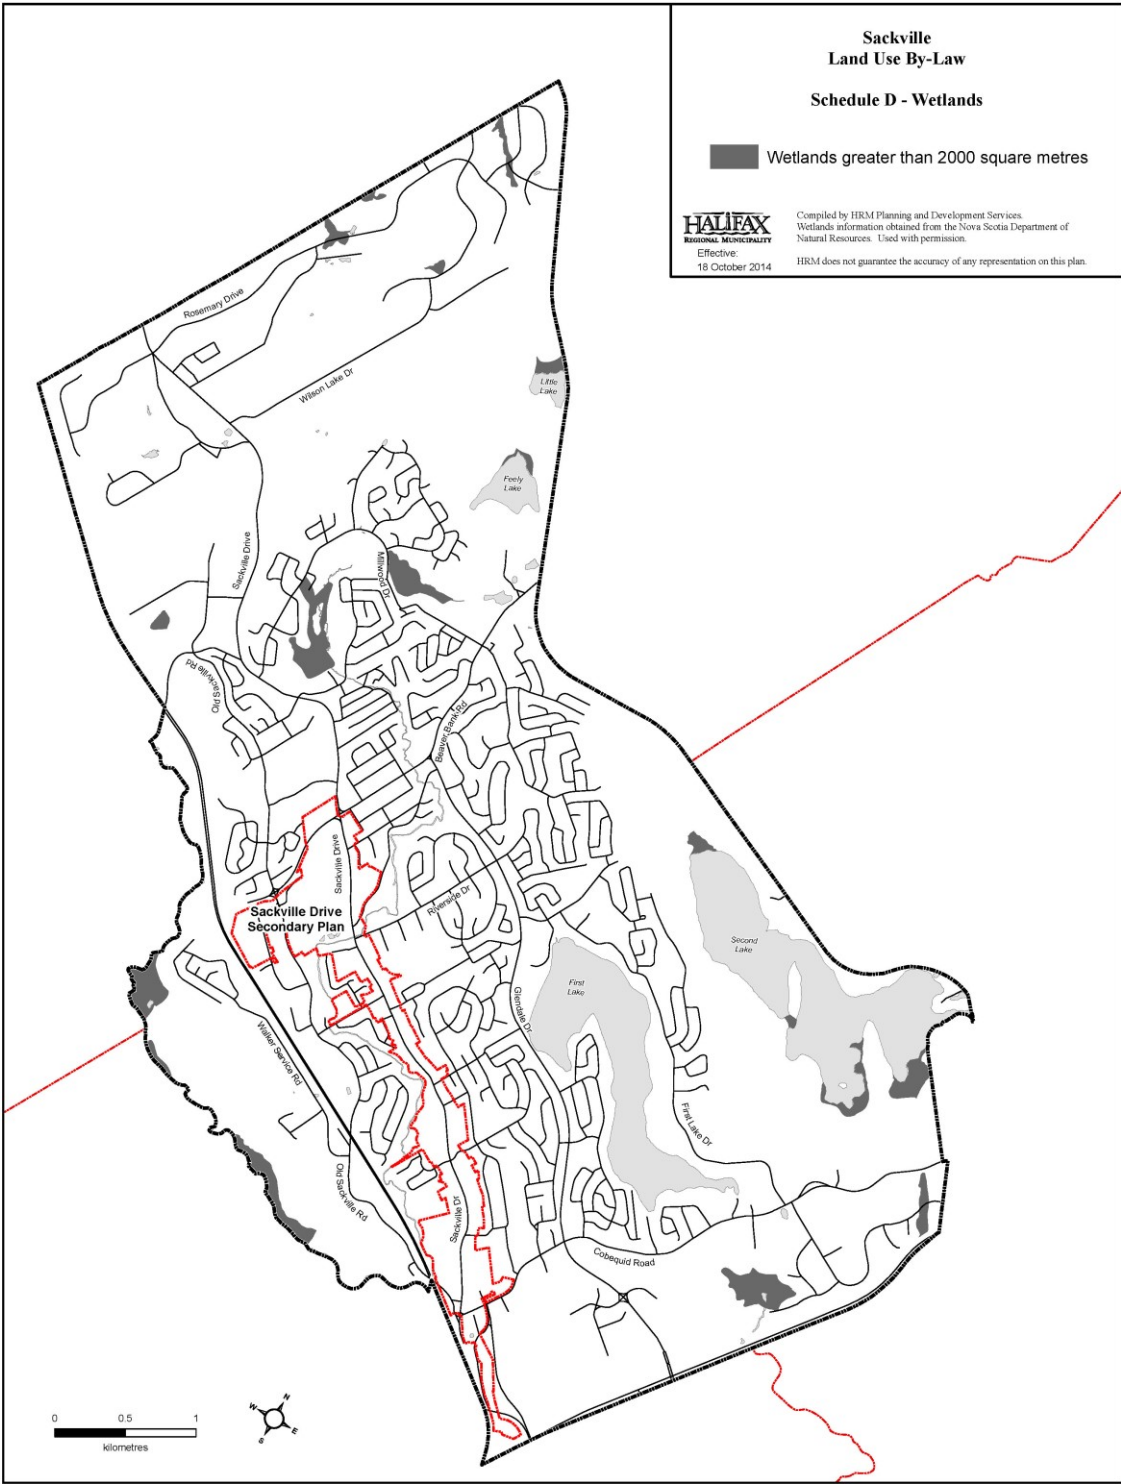 Sackville
Land Use By-Law
Schedule D - Wetlands
Wetlands greater than 2000 square metres
HALIFAX
REGIONAL MUNICIPALITY
Effective:
18 October 2014
Compiled by HRM Planning and Development Services.
Wetlands information obtained from the Nova Scotia Department of
Natural Resources. Used with permission.
HRM does not guarantee the accuracy of any representation on this plan.
Rosemary Drive
Wilson Lake Dr
Little
Lake
Feely
Lake
Sackville Drive
Millwood Dr
Old Sackville Rd
Beaver Bank Rd
Sackville Drive
Riverside Dr
Sackville Drive
Secondary Plan
Second
Lake
First
Lake
Glendale Dr
Walker Service Rd
First Lake Dr
Old Sackville Rd
Sackville Dr
Cobequid Road
0 0.5 1
kilometres
N
W
E
S